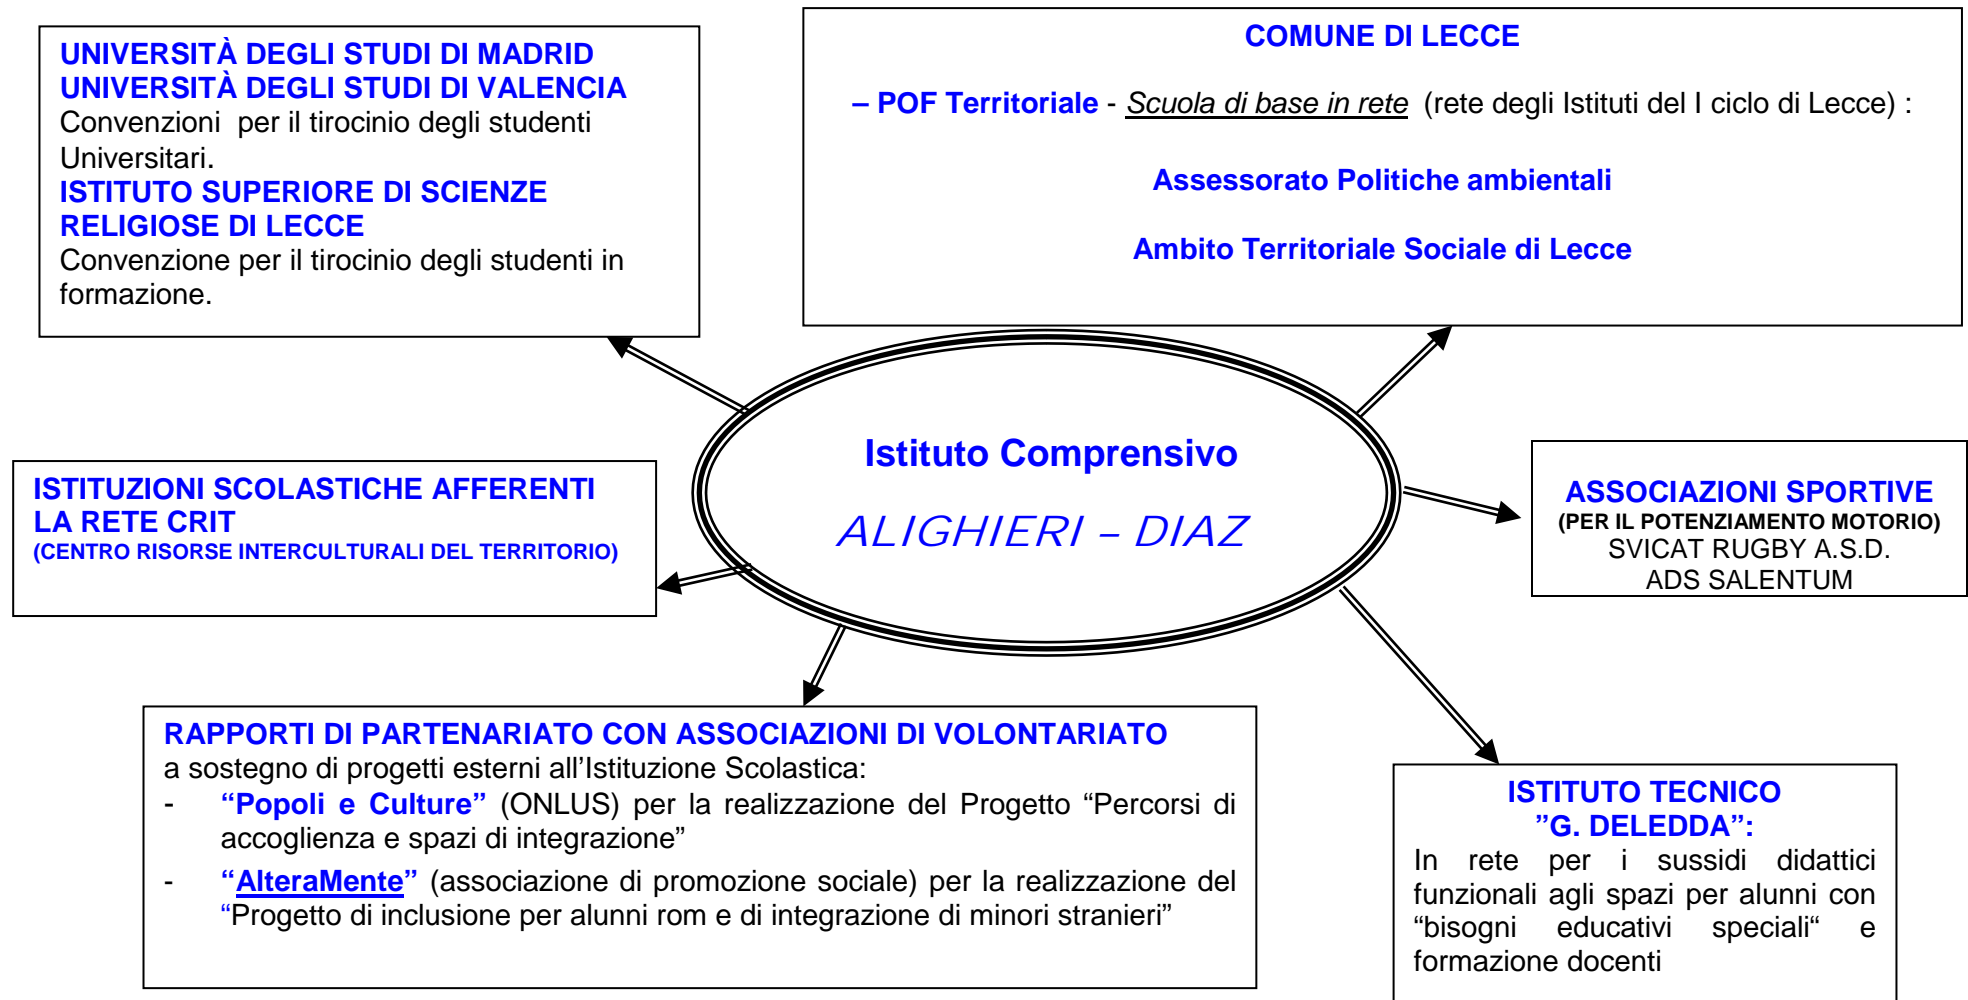 UNIVERSITÀ DEGLI STUDI DI MADRID
UNIVERSITÀ DEGLI STUDI DI VALENCIA
Convenzioni per il tirocinio degli studenti
Universitari.
ISTITUTO SUPERIORE DI SCIENZE
RELIGIOSE DI LECCE
Convenzione per il tirocinio degli studenti in
formazione.
COMUNE DI LECCE
– POF Territoriale - Scuola di base in rete (rete degli Istituti del I ciclo di Lecce) :
Assessorato Politiche ambientali
Ambito Territoriale Sociale di Lecce
Istituto Comprensivo
ALIGHIERI – DIAZ
ISTITUZIONI SCOLASTICHE AFFERENTI
LA RETE CRIT
(CENTRO RISORSE INTERCULTURALI DEL TERRITORIO)
ASSOCIAZIONI SPORTIVE
(PER IL POTENZIAMENTO MOTORIO)
SVICAT RUGBY A.S.D.
ADS SALENTUM
RAPPORTI DI PARTENARIATO CON ASSOCIAZIONI DI VOLONTARIATO
a sostegno di progetti esterni all’Istituzione Scolastica:
- “Popoli e Culture” (ONLUS) per la realizzazione del Progetto “Percorsi di
accoglienza e spazi di integrazione”
- “AlteraMente” (associazione di promozione sociale) per la realizzazione del
“Progetto di inclusione per alunni rom e di integrazione di minori stranieri”
ISTITUTO TECNICO
”G. DELEDDA”:
In rete per i sussidi didattici
funzionali agli spazi per alunni con
“bisogni educativi speciali“ e
formazione docenti